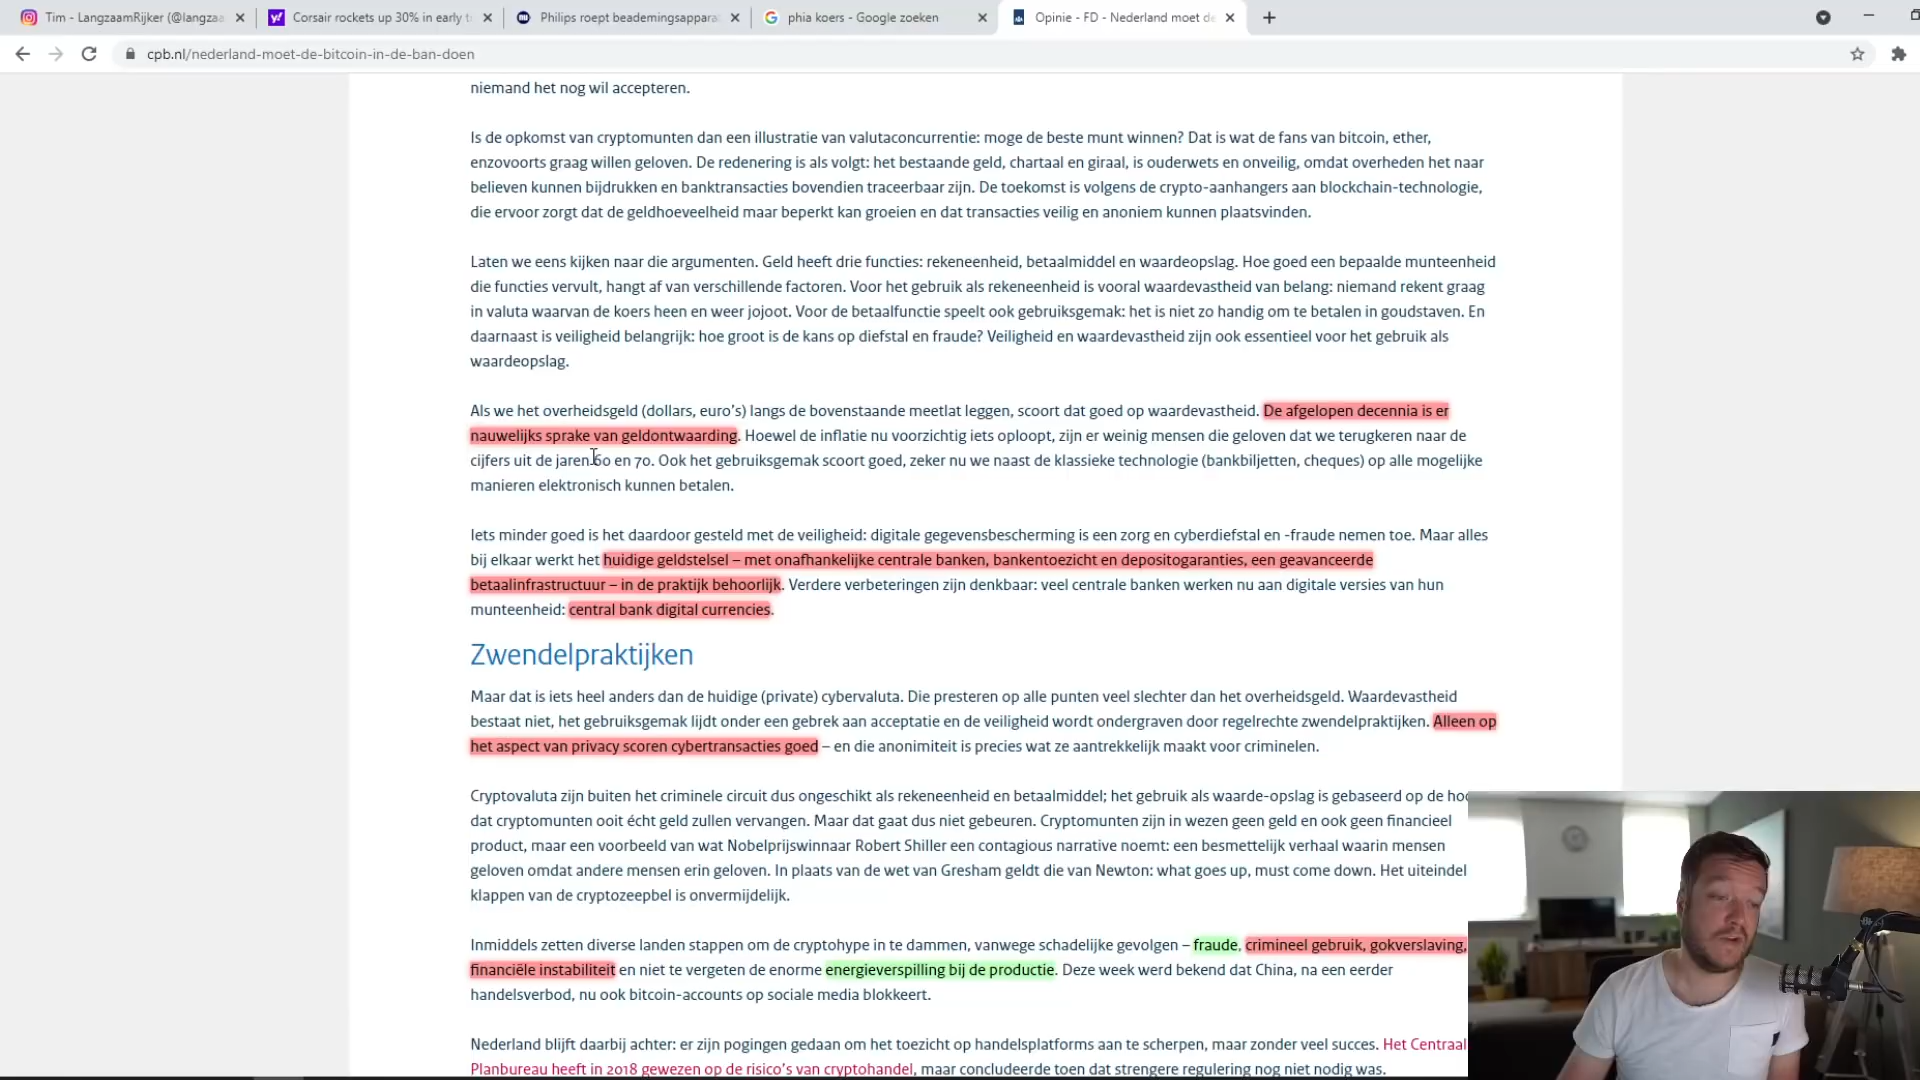 Tim - LangzaamRijker (@langzaa
Corsair rockets up 30% in early t
Philips roept beademingsappara
phia koers - Google zoeken
Opinie - FD - Nederland moet de
cpb.nl/nederland-moet-de-bitcoin-in-de-ban-doen
niemand het nog wil accepteren.
Is de opkomst van cryptomunten dan een illustratie van valutaconcurrentie: moge de beste munt winnen? Dat is wat de fans van bitcoin, ether,
enzovoorts graag willen geloven. De redenering is als volgt: het bestaande geld, chartaal en giraal, is ouderwets en onveilig, omdat overheden het naar
believen kunnen bijdrukken en banktransacties bovendien traceerbaar zijn. De toekomst is volgens de crypto-aanhangers aan blockchain-technologie,
die ervoor zorgt dat de geldhoeveelheid maar beperkt kan groeien en dat transacties veilig en anoniem kunnen plaatsvinden.
Laten we eens kijken naar die argumenten. Geld heeft drie functies: rekeneenheid, betaalmiddel en waardeopslag. Hoe goed een bepaalde munteenheid
die functies vervult, hangt af van verschillende factoren. Voor het gebruik als rekeneenheid is vooral waardevastheid van belang: niemand rekent graag
in valuta waarvan de koers heen en weer jojoot. Voor de betaalfunctie speelt ook gebruiksgemak: het is niet zo handig om te betalen in goudstaven. En
daarnaast is veiligheid belangrijk: hoe groot is de kans op diefstal en fraude? Veiligheid en waardevastheid zijn ook essentieel voor het gebruik als
waardeopslag.
Als we het overheidsgeld (dollars, euro's) langs de bovenstaande meetlat leggen, scoort dat goed op waardevastheid. De afgelopen decennia is er
nauwelijks sprake van geldontwaarding. Hoewel de inflatie nu voorzichtig iets oploopt, zijn er weinig mensen die geloven dat we terugkeren naar de
cijfers uit de jaren 60 en 70. Ook het gebruiksgemak scoort goed, zeker nu we naast de klassieke technologie (bankbiljetten, cheques) op alle mogelijke
manieren elektronisch kunnen betalen.
Iets minder goed is het daardoor gesteld met de veiligheid: digitale gegevensbescherming is een zorg en cyberdiefstal en -fraude nemen toe. Maar alles
bij elkaar werkt het huidige geldstelsel – met onafhankelijke centrale banken, bankentoezicht en depositogaranties, een geavanceerde
betaalinfrastructuur – in de praktijk behoorlijk. Verdere verbeteringen zijn denkbaar: veel centrale banken werken nu aan digitale versies van hun
munteenheid: central bank digital currencies.
Zwendelpraktijken
Maar dat is iets heel anders dan de huidige (private) cybervaluta. Die presteren op alle punten veel slechter dan het overheidsgeld. Waardevastheid
bestaat niet, het gebruiksgemak lijdt onder een gebrek aan acceptatie en de veiligheid wordt ondergraven door regelrechte zwendelpraktijken. Alleen op
het aspect van privacy scoren cybertransacties goed – en die anonimiteit is precies wat ze aantrekkelijk maakt voor criminelen.
Cryptovaluta zijn buiten het criminele circuit dus ongeschikt als rekeneenheid en betaalmiddel; het gebruik als waarde-opslag is gebaseerd op de hoo
dat cryptomunten ooit écht geld zullen vervangen. Maar dat gaat dus niet gebeuren. Cryptomunten zijn in wezen geen geld en ook geen financieel
product, maar een voorbeeld van wat Nobelprijswinnaar Robert Shiller een contagious narrative noemt: een besmettelijk verhaal waarin mensen
geloven omdat andere mensen erin geloven. In plaats van de wet van Gresham geldt die van Newton: what goes up, must come down. Het uiteindel
klappen van de cryptozeepbel is onvermijdelijk.
Inmiddels zetten diverse landen stappen om de cryptohype in te dammen, vanwege schadelijke gevolgen – fraude, crimineel gebruik, gokverslaving,
financiële instabiliteit en niet te vergeten de enorme energieverspilling bij de productie. Deze week werd bekend dat China, na een eerder
handelsverbod, nu ook bitcoin-accounts op sociale media blokkeert.
Nederland blijft daarbij achter: er zijn pogingen gedaan om het toezicht op handelsplatforms aan te scherpen, maar zonder veel succes. Het Centraal
Planbureau heeft in 2018 gewezen op de risico's van cryptohandel, maar concludeerde toen dat strengere regulering nog niet nodig was.